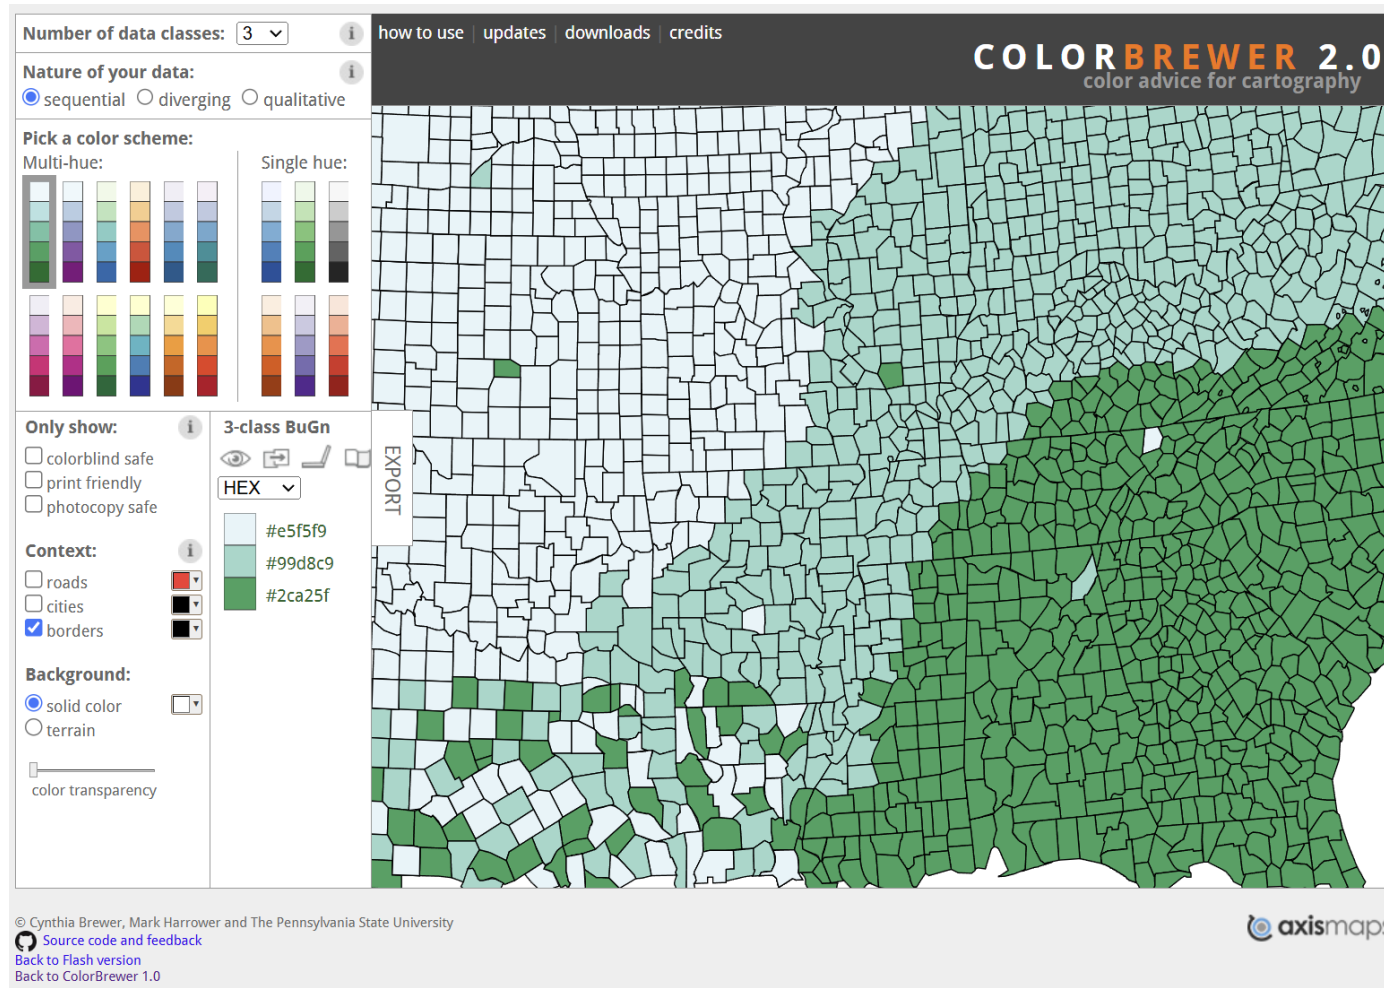 Number of data classes: 3 i
how to use | updates | downloads | credits
COLORBREWER 2.0
color advice for cartography
Nature of your data: i
sequential diverging qualitative
Pick a color scheme:
Multi-hue: Single hue:
Only show: i
colorblind safe
print friendly
photocopy safe
Context: i
roads
cities
borders
Background:
solid color
terrain
color transparency
3-class BuGn
HEX
#e5f5f9
#99d8c9
#2ca25f
EXPORT
© Cynthia Brewer, Mark Harrower and The Pennsylvania State University
Source code and feedback
Back to Flash version
Back to ColorBrewer 1.0
axismaps